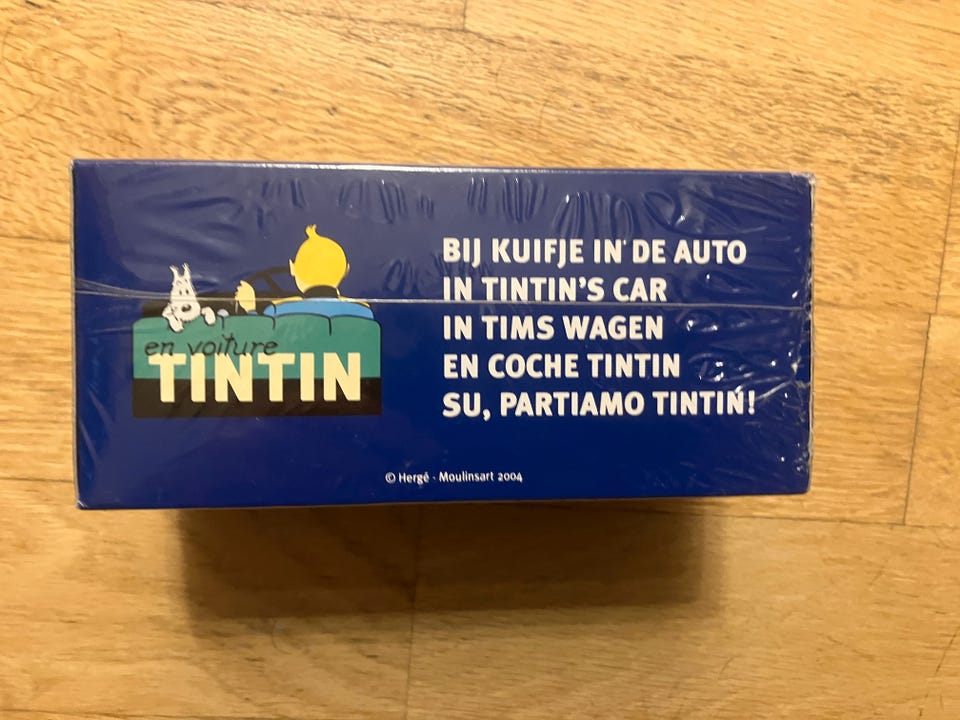 en voiture
TINTIN
BIJ KUIFJE IN DE AUTO
IN TINTIN'S CAR
IN TIMS WAGEN
EN COCHE TINTIN
SU, PARTIAMO TINTIN!
© Hergé - Moulinsart 2004